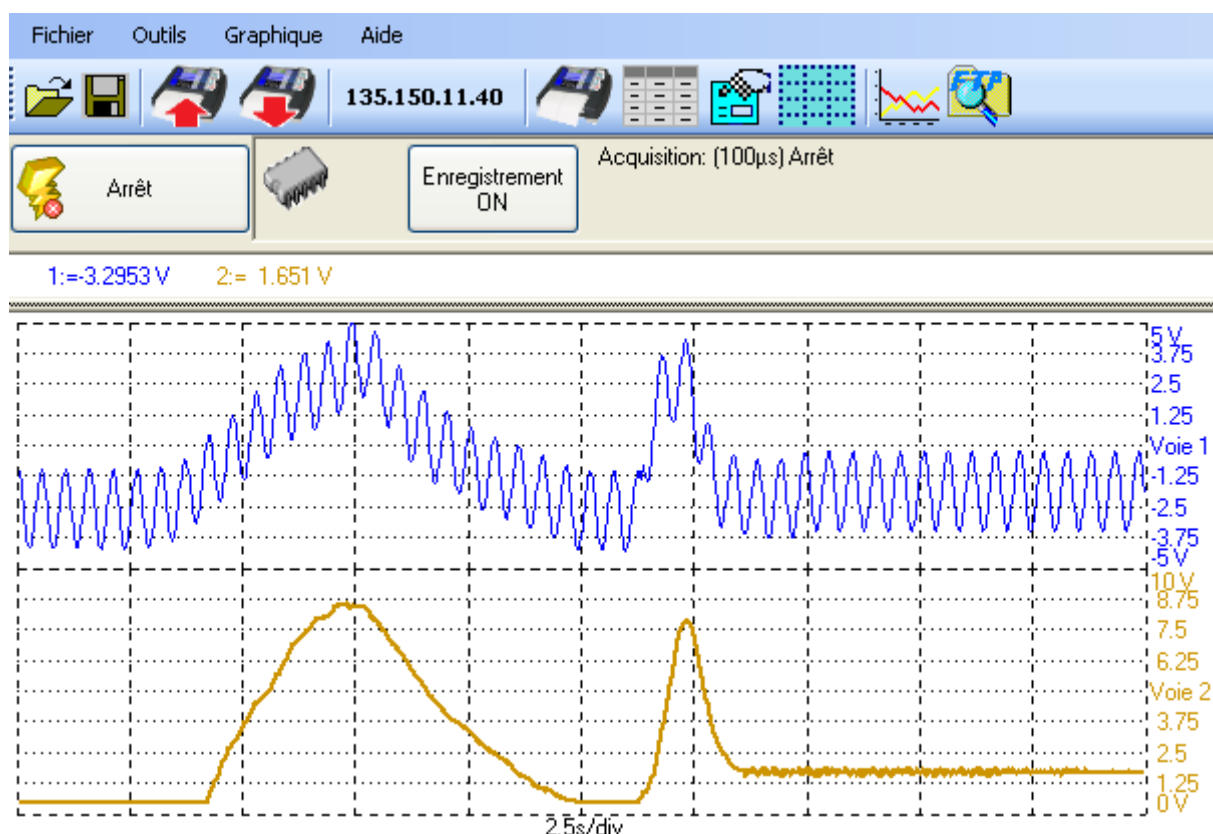 Fichier Outils Graphique Aide
135.150.11.40
FTP
Arrêt
Enregistrement
ON
Acquisition: (100µs) Arrêt
1:=-3.2953 V 2:= 1.651 V
5 V
3.75
2.5
1.25
Voie 1
-1.25
-2.5
-3.75
-5 V
10 V
8.75
7.5
6.25
Voie 2
3.75
2.5
1.25
0 V
2.5s/div